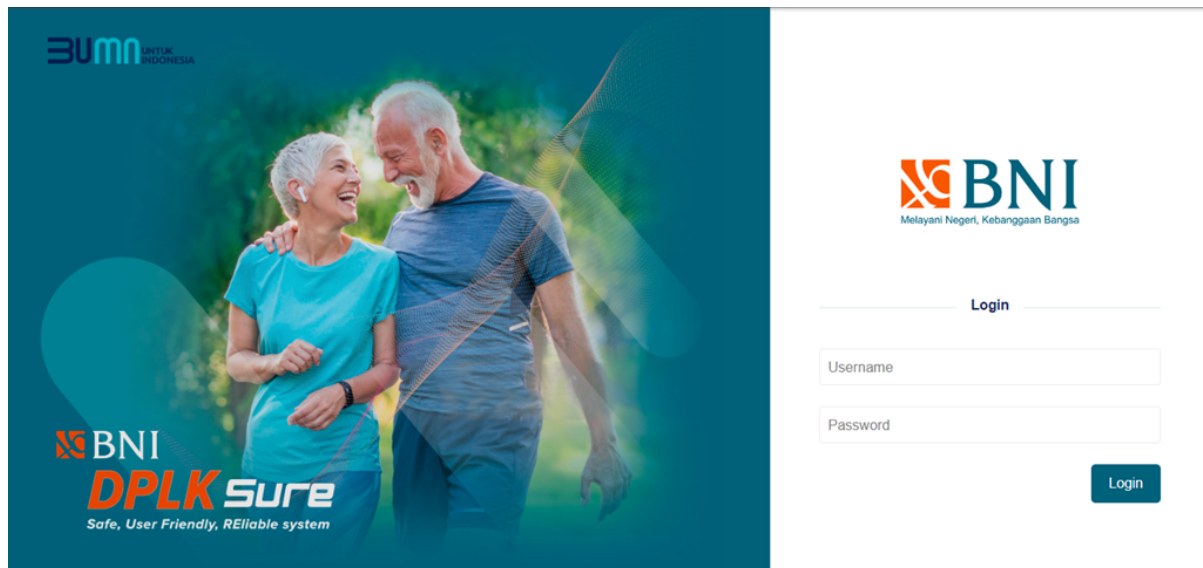 BUMN UNTUK
INDONESIA
BNI
DPLK Sure
Safe, User Friendly, REliable system
BNI
Melayani Negeri, Kebanggaan Bangsa
Login
Username
Password
Login